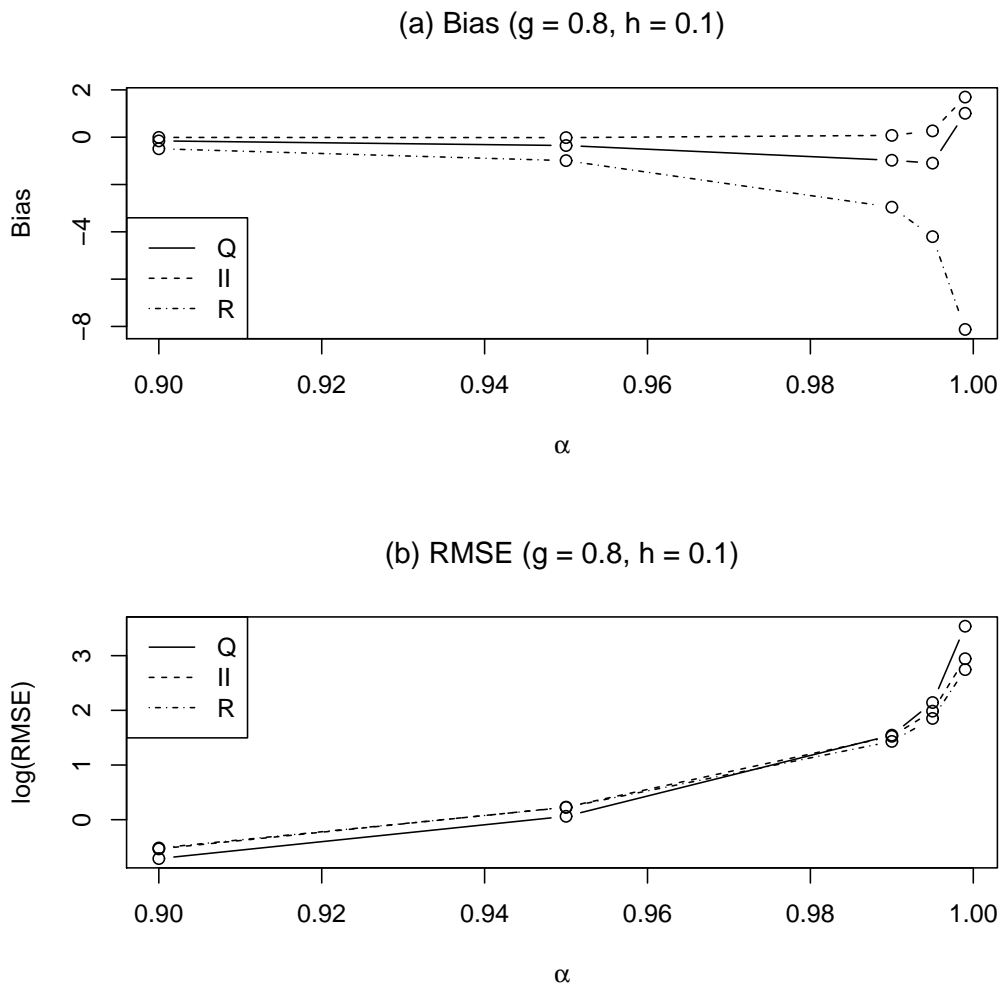 (a) Bias (g = 0.8, h = 0.1)
Bias
2
0
−4
−8
Q
II
R
0.90 0.92 0.94 0.96 0.98 1.00
α
(b) RMSE (g = 0.8, h = 0.1)
log(RMSE)
3
2
1
0
Q
II
R
0.90 0.92 0.94 0.96 0.98 1.00
α